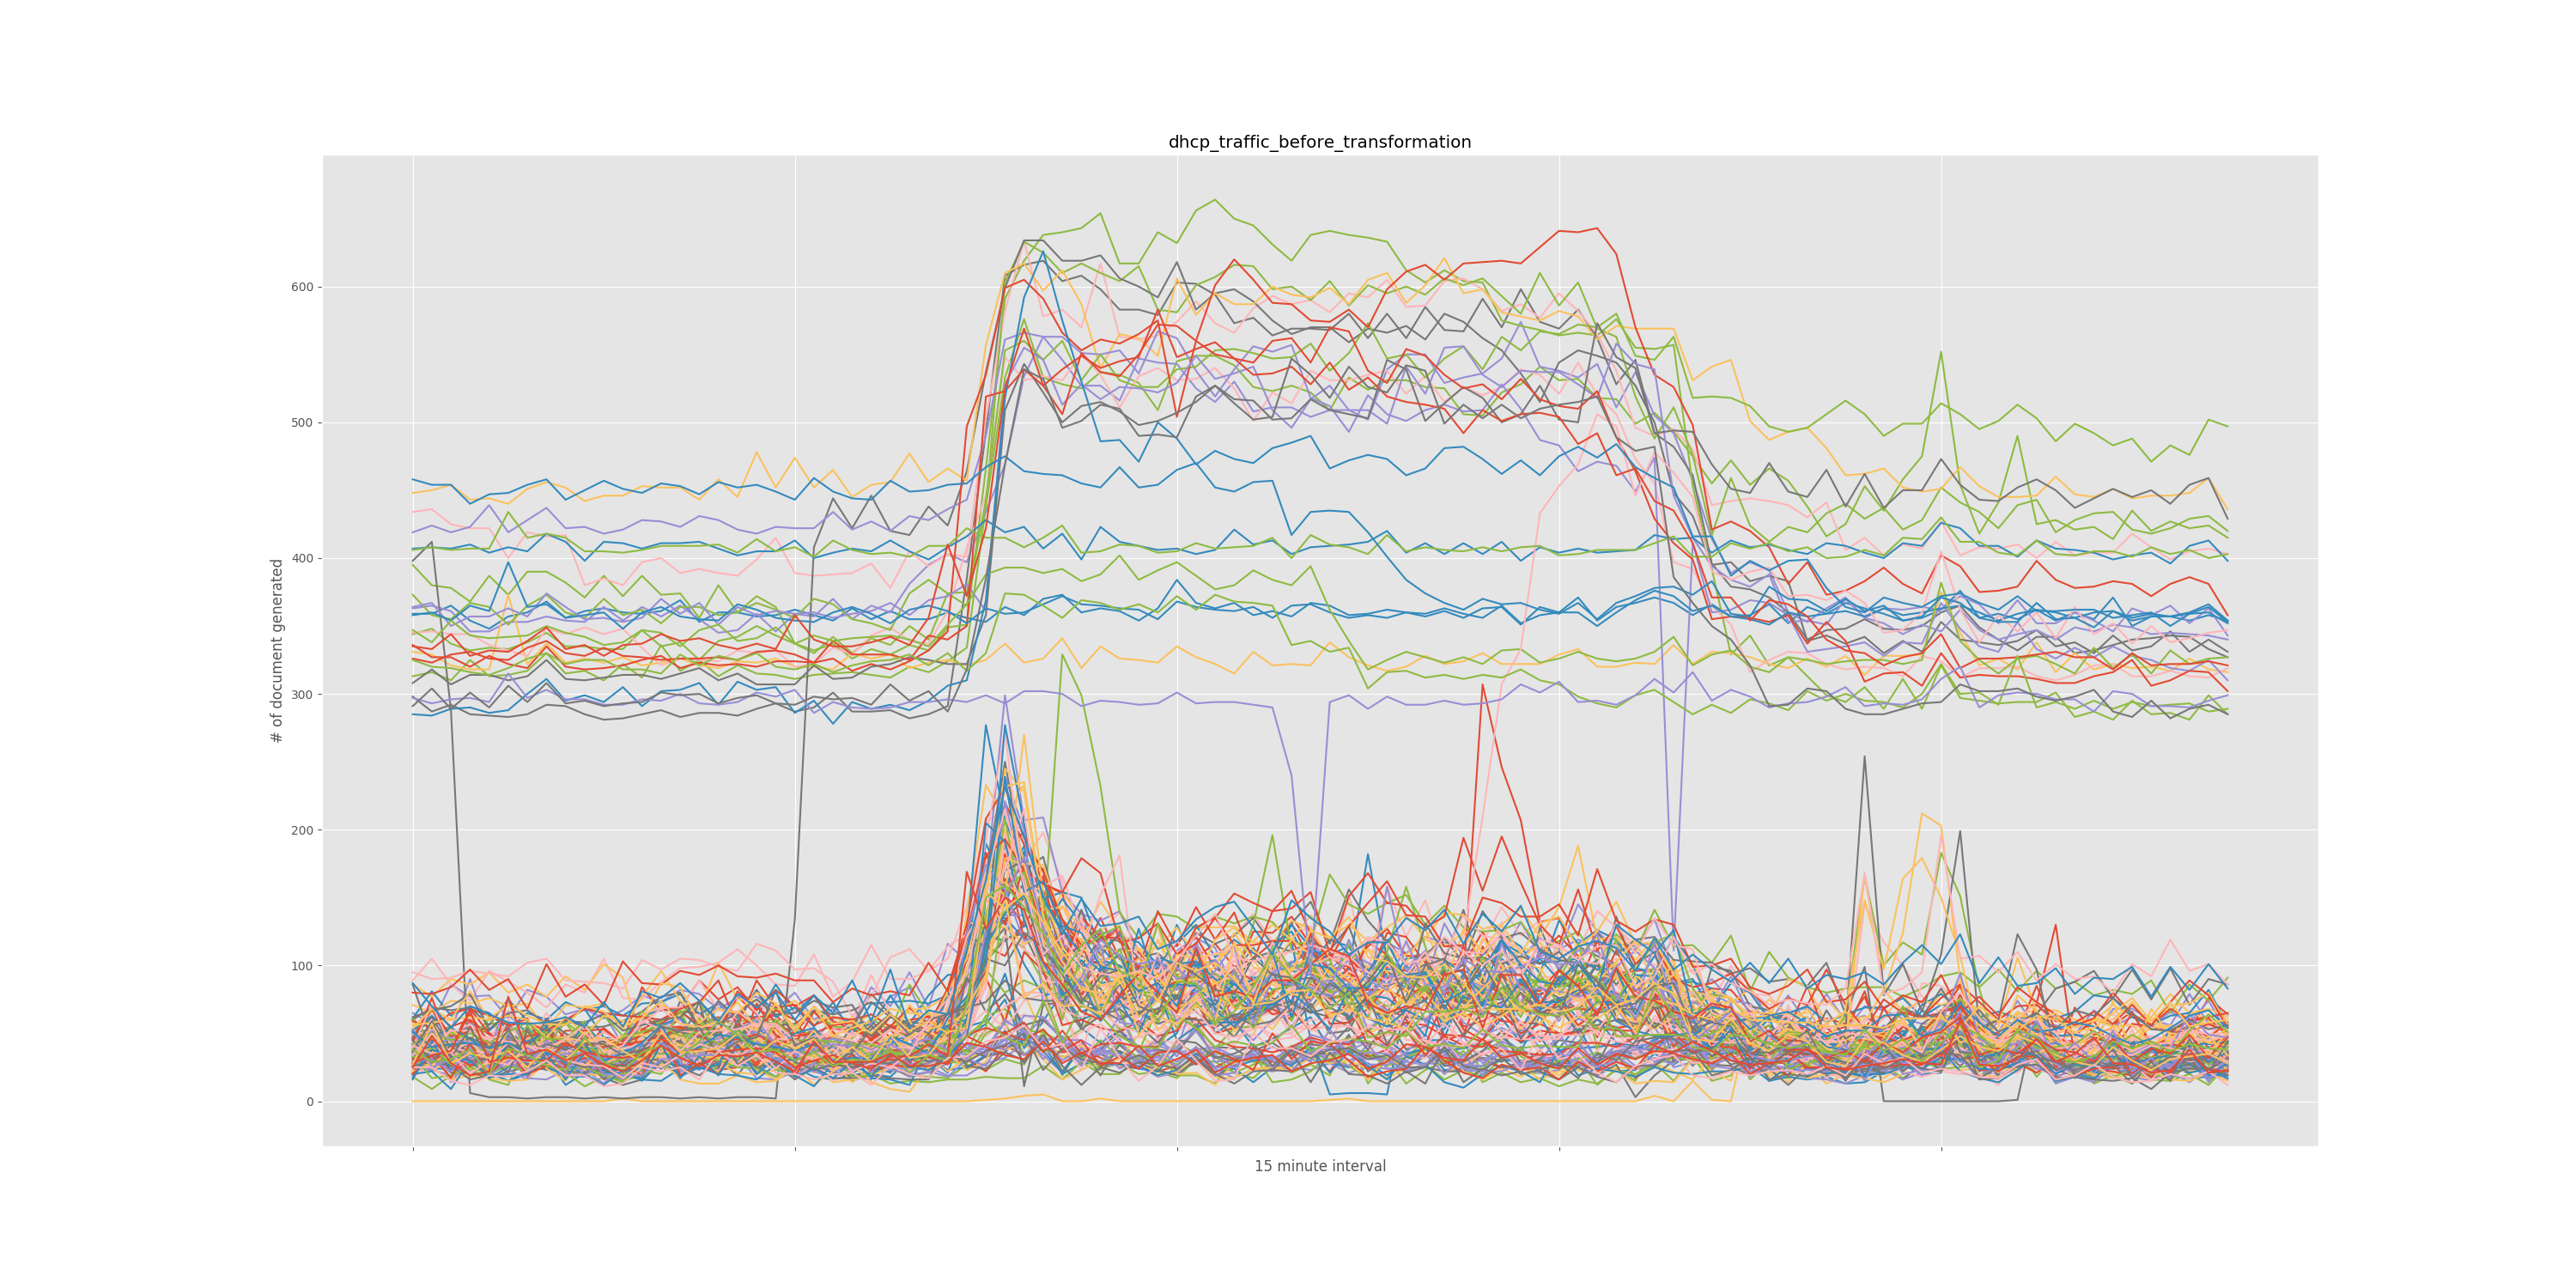 dhcp_traffic_before_transformation
# of document generated
600
500
400
300
200
100
0
15 minute interval